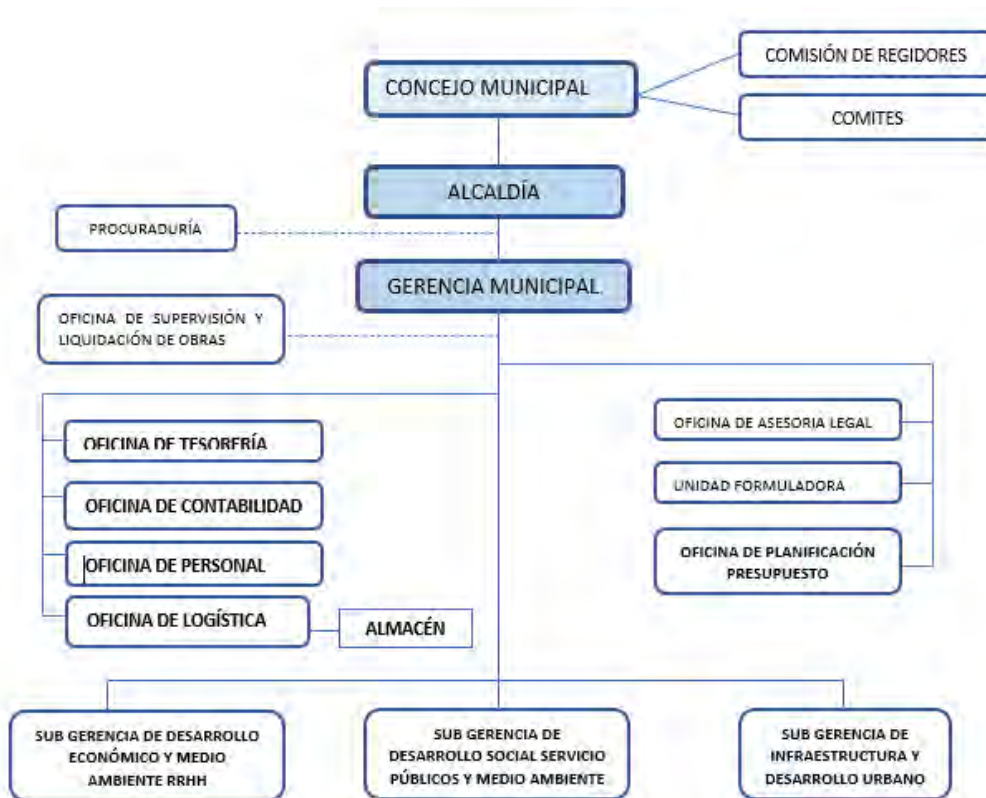 COMISIÓN DE REGIDORES
CONCEJO MUNICIPAL
COMITES
ALCALDÍA
PROCURADURÍA
GERENCIA MUNICIPAL
OFICINA DE SUPERVISIÓN Y
LIQUIDACIÓN DE OBRAS
OFICINA DE TESORERÍA
OFICINA DE CONTABILIDAD
OFICINA DE PERSONAL
OFICINA DE LOGÍSTICA
ALMACÉN
OFICINA DE ASESORIA LEGAL
UNIDAD FORMULADORA
OFICINA DE PLANIFICACIÓN
PRESUPUESTO
SUB GERENCIA DE DESARROLLO
ECONÓMICO Y MEDIO
AMBIENTE RRHH
SUB GERENCIA DE
DESARROLLO SOCIAL SERVICIO
PÚBLICOS Y MEDIO AMBIENTE
SUB GERENCIA DE
INFRAESTRUCTURA Y
DESARROLLO URBANO